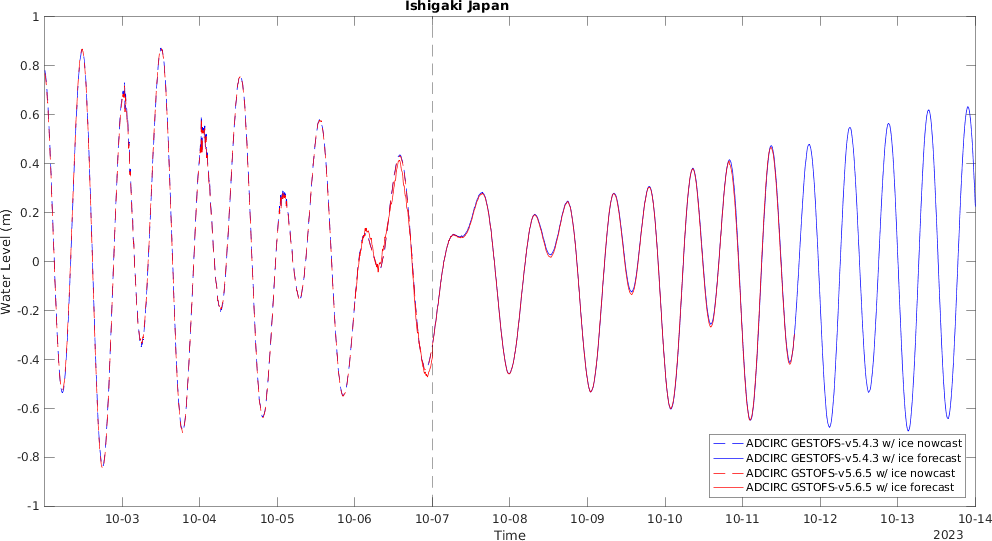 Ishigaki Japan
1
0.8
0.6
0.4
0.2
0
-0.2
-0.4
-0.6
-0.8
-1
Water Level (m)
10-03 10-04 10-05 10-06 10-07 10-08 10-09 10-10 10-11 10-12 10-13 10-14
2023
Time
ADCIRC GESTOFS-v5.4.3 w/ ice nowcast
ADCIRC GESTOFS-v5.4.3 w/ ice forecast
ADCIRC GSTOFS-v5.6.5 w/ ice nowcast
ADCIRC GSTOFS-v5.6.5 w/ ice forecast